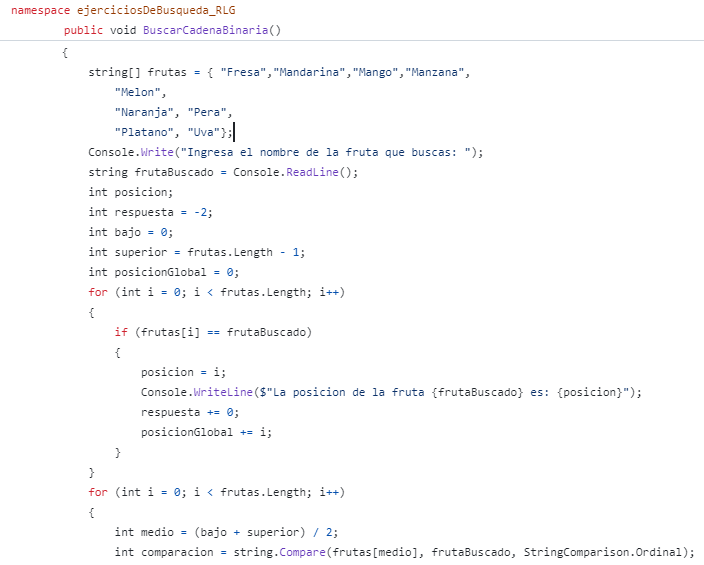 namespace ejerciciosDeBusqueda_RLG
public void BuscarCadenaBinaria()
{
string[] frutas = { "Fresa","Mandarina","Mango","Manzana",
"Melon",
"Naranja", "Pera",
"Platano", "Uva"};
Console.Write("Ingresa el nombre de la fruta que buscas: ");
string frutaBuscado = Console.ReadLine();
int posicion;
int respuesta = -2;
int bajo = 0;
int superior = frutas.Length - 1;
int posicionGlobal = 0;
for (int i = 0; i < frutas.Length; i++)
{
if (frutas[i] == frutaBuscado)
{
posicion = i;
Console.WriteLine($"La posicion de la fruta {frutaBuscado} es: {posicion}");
respuesta += 0;
posicionGlobal += i;
}
}
for (int i = 0; i < frutas.Length; i++)
{
int medio = (bajo + superior) / 2;
int comparacion = string.Compare(frutas[medio], frutaBuscado, StringComparison.Ordinal);